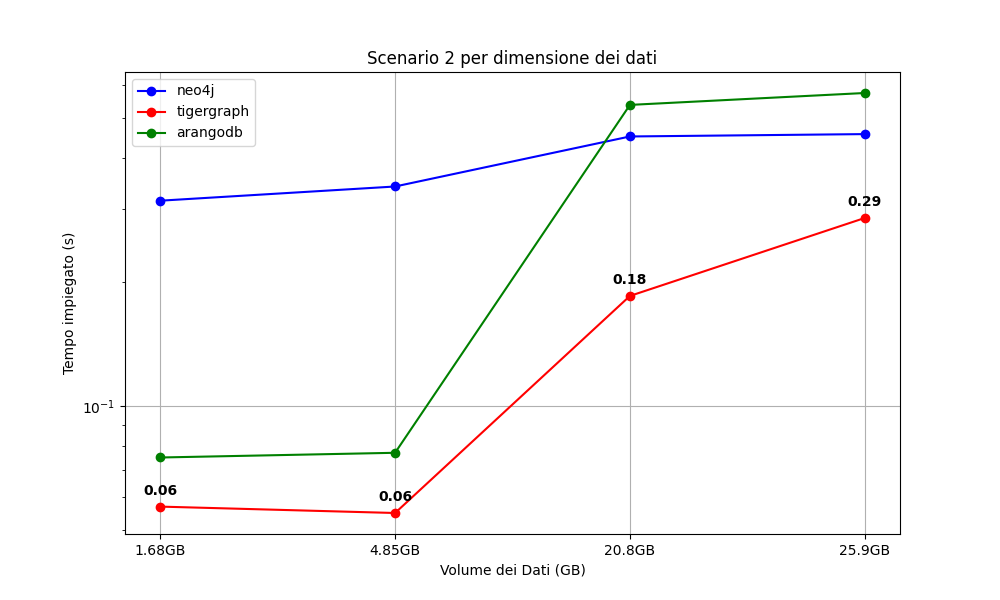 Scenario 2 per dimensione dei dati
neo4j
tigergraph
arangodb
0.29
0.18
Tempo impiegato (s)
10⁻¹
0.06
0.06
1.68GB
4.85GB
20.8GB
25.9GB
Volume dei Dati (GB)